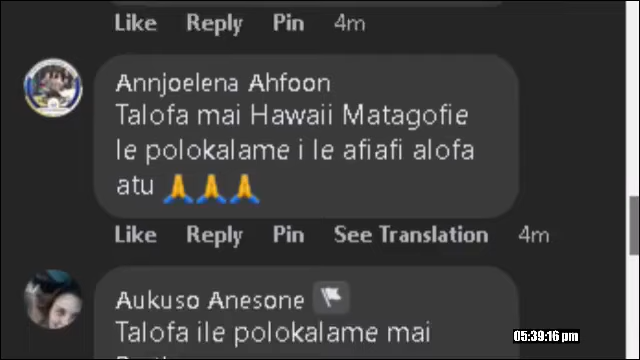 Like Reply Pin 4m
Annjoelena Ahfoon
Talofa mai Hawaii Matagofie
le polokalame i le afiafi alofa
atu 🙏🙏🙏
Like Reply Pin See Translation 4m
Aukuso Anesone
Talofa ile polokalame mai
05:39:16 pm